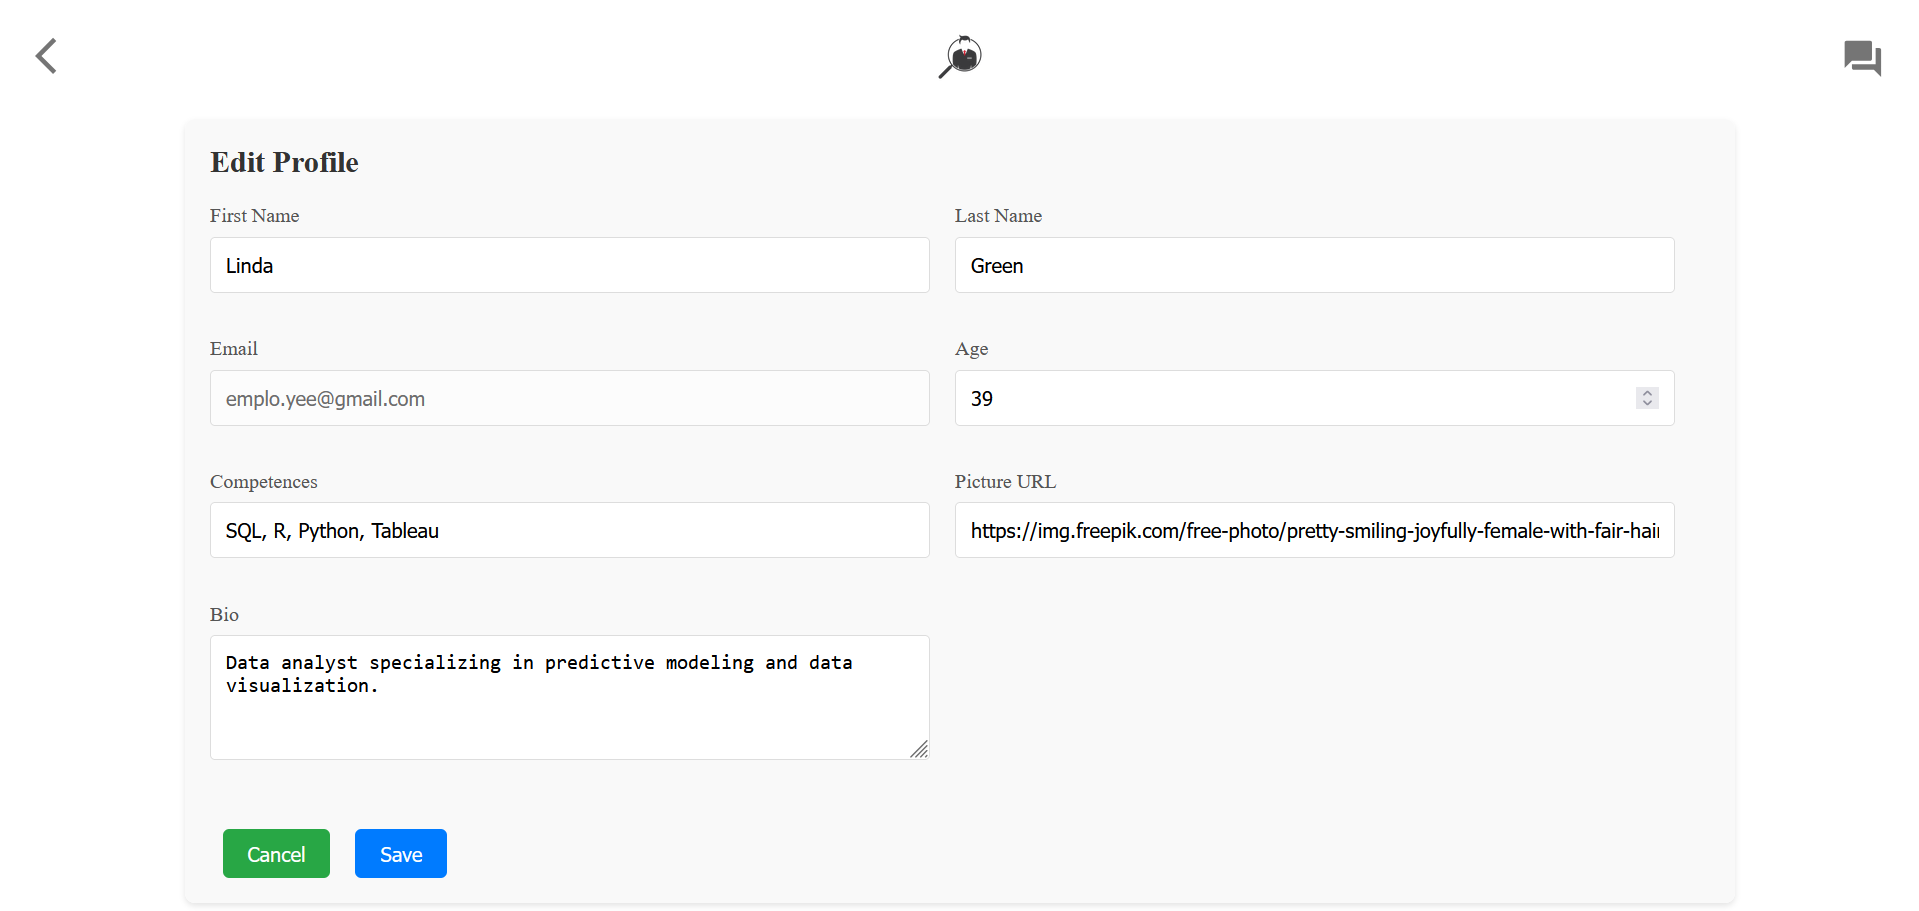 Edit Profile
First Name
Last Name
Linda
Green
Email
Age
emplo.yee@gmail.com
39
Competences
Picture URL
SQL, R, Python, Tableau
https://img.freepik.com/free-photo/pretty-smiling-joyfully-female-with-fair-hair
Bio
Data analyst specializing in predictive modeling and data
visualization.
Cancel
Save